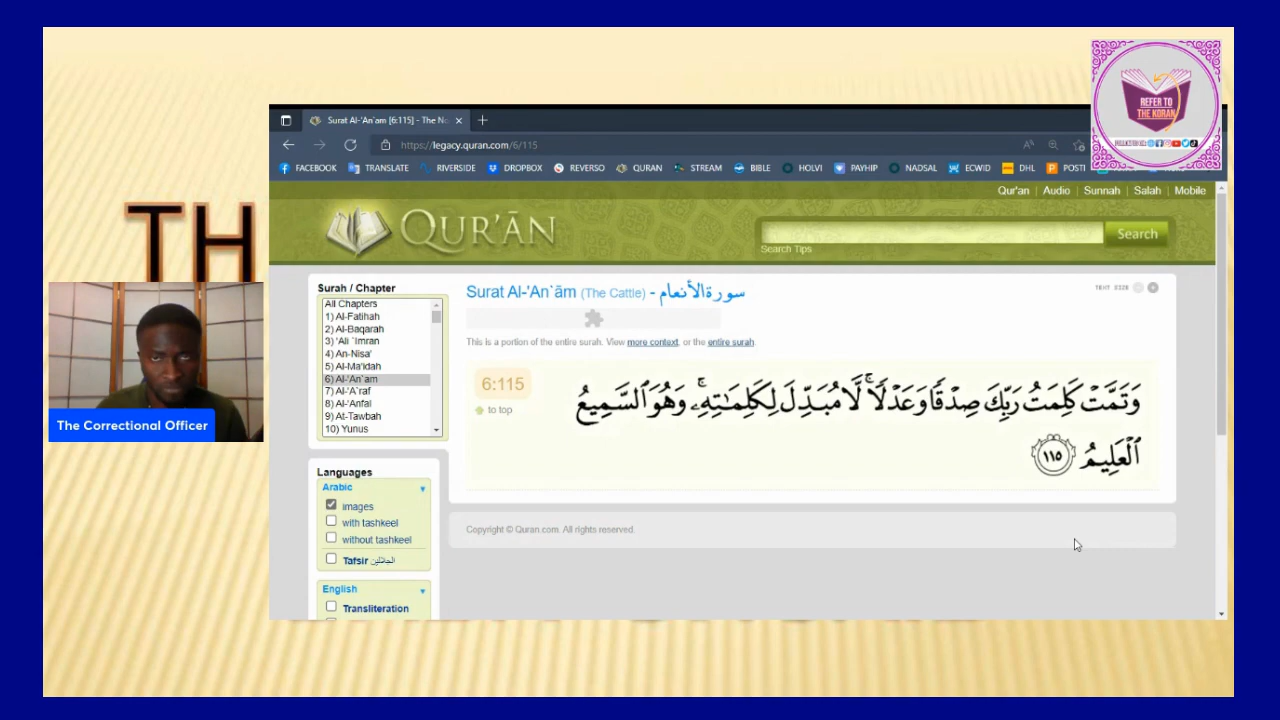 REFER TO
THE KORAN
Surat Al-'An`am [6:115] - The No
https://legacy.quran.com/6/115
FACEBOOK TRANSLATE RIVERSIDE DROPBOX REVERSO QURAN STREAM BIBLE HOLVI PAYHIP NADSAL ECWID DHL POSTI
Qur'an | Audio | Sunnah | Salah | Mobile
QUR'ĀN
Search
Search Tips
TH
Surah / Chapter
All Chapters
1) Al-Fatihah
2) Al-Baqarah
3) 'Ali `Imran
4) An-Nisa'
5) Al-Ma'idah
6) Al-'An`am
7) Al-'A`raf
8) Al-'Anfal
9) At-Tawbah
10) Yunus
Surat Al-'An`ām (The Cattle) - سورة الأنعام
This is a portion of the entire surah. View more context, or the entire surah.
6:115
to top
وَتَمَّتْ كَلِمَتُ رَبِّكَ صِدْقًا وَعَدْلًا ۚ لَّا مُبَدِّلَ لِكَلِمَـٰتِهِۦ ۚ وَهُوَ ٱلسَّمِيعُ
ٱلْعَلِيمُ ١١٥
The Correctional Officer
Languages
Arabic
images
with tashkeel
without tashkeel
Tafsir الجلالين
English
Transliteration
Copyright © Quran.com. All rights reserved.